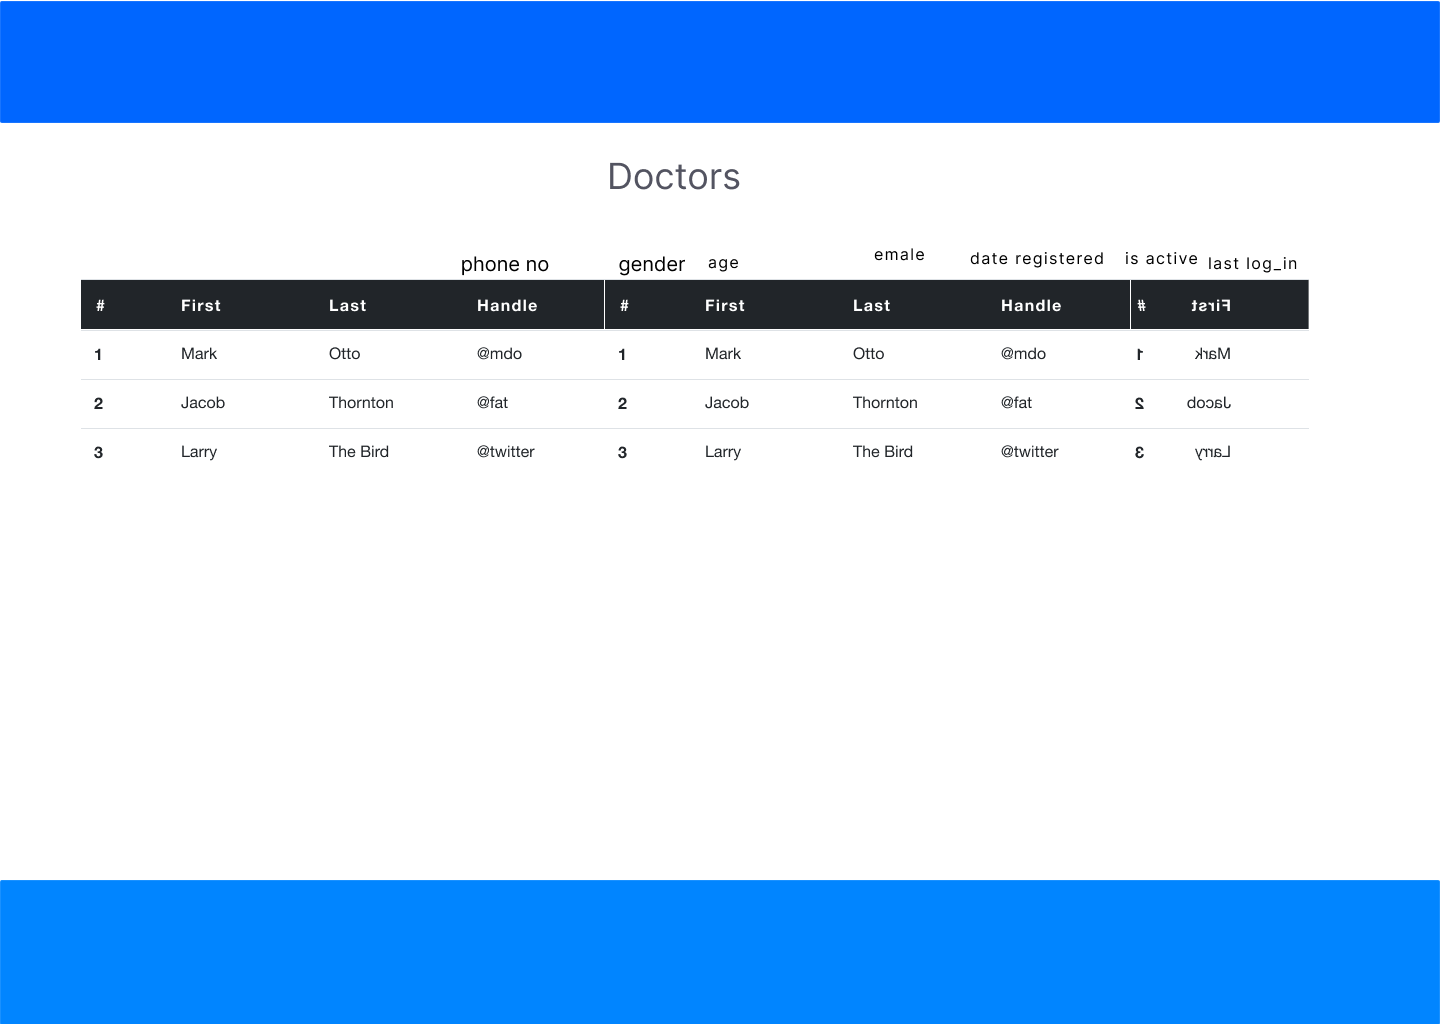 Doctors
phone no gender age emale date registered is active last log_in
# First Last Handle # First Last Handle # First
1 Mark Otto @mdo 1 Mark Otto @mdo 1 Mark
2 Jacob Thornton @fat 2 Jacob Thornton @fat 2 Jacob
3 Larry The Bird @twitter 3 Larry The Bird @twitter 3 Larry